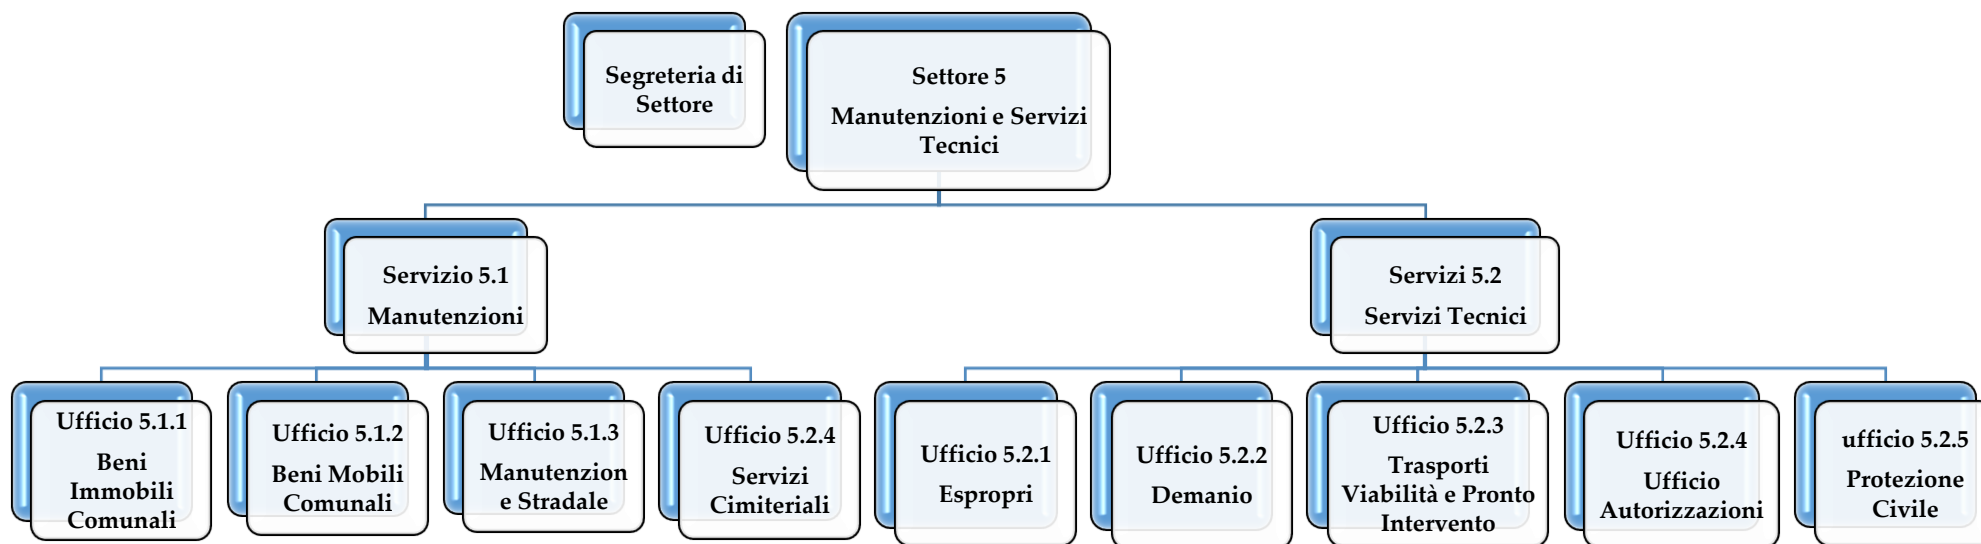 Segreteria di
Settore
Settore 5
Manutenzioni e Servizi
Tecnici
Servizio 5.1
Manutenzioni
Servizi 5.2
Servizi Tecnici
Ufficio 5.1.1
Beni
Immobili
Comunali
Ufficio 5.1.2
Beni Mobili
Comunali
Ufficio 5.1.3
Manutenzion
e Stradale
Ufficio 5.2.4
Servizi
Cimiteriali
Ufficio 5.2.1
Espropri
Ufficio 5.2.2
Demanio
Ufficio 5.2.3
Trasporti
Viabilità e Pronto
Intervento
Ufficio 5.2.4
Ufficio
Autorizzazioni
ufficio 5.2.5
Protezione
Civile